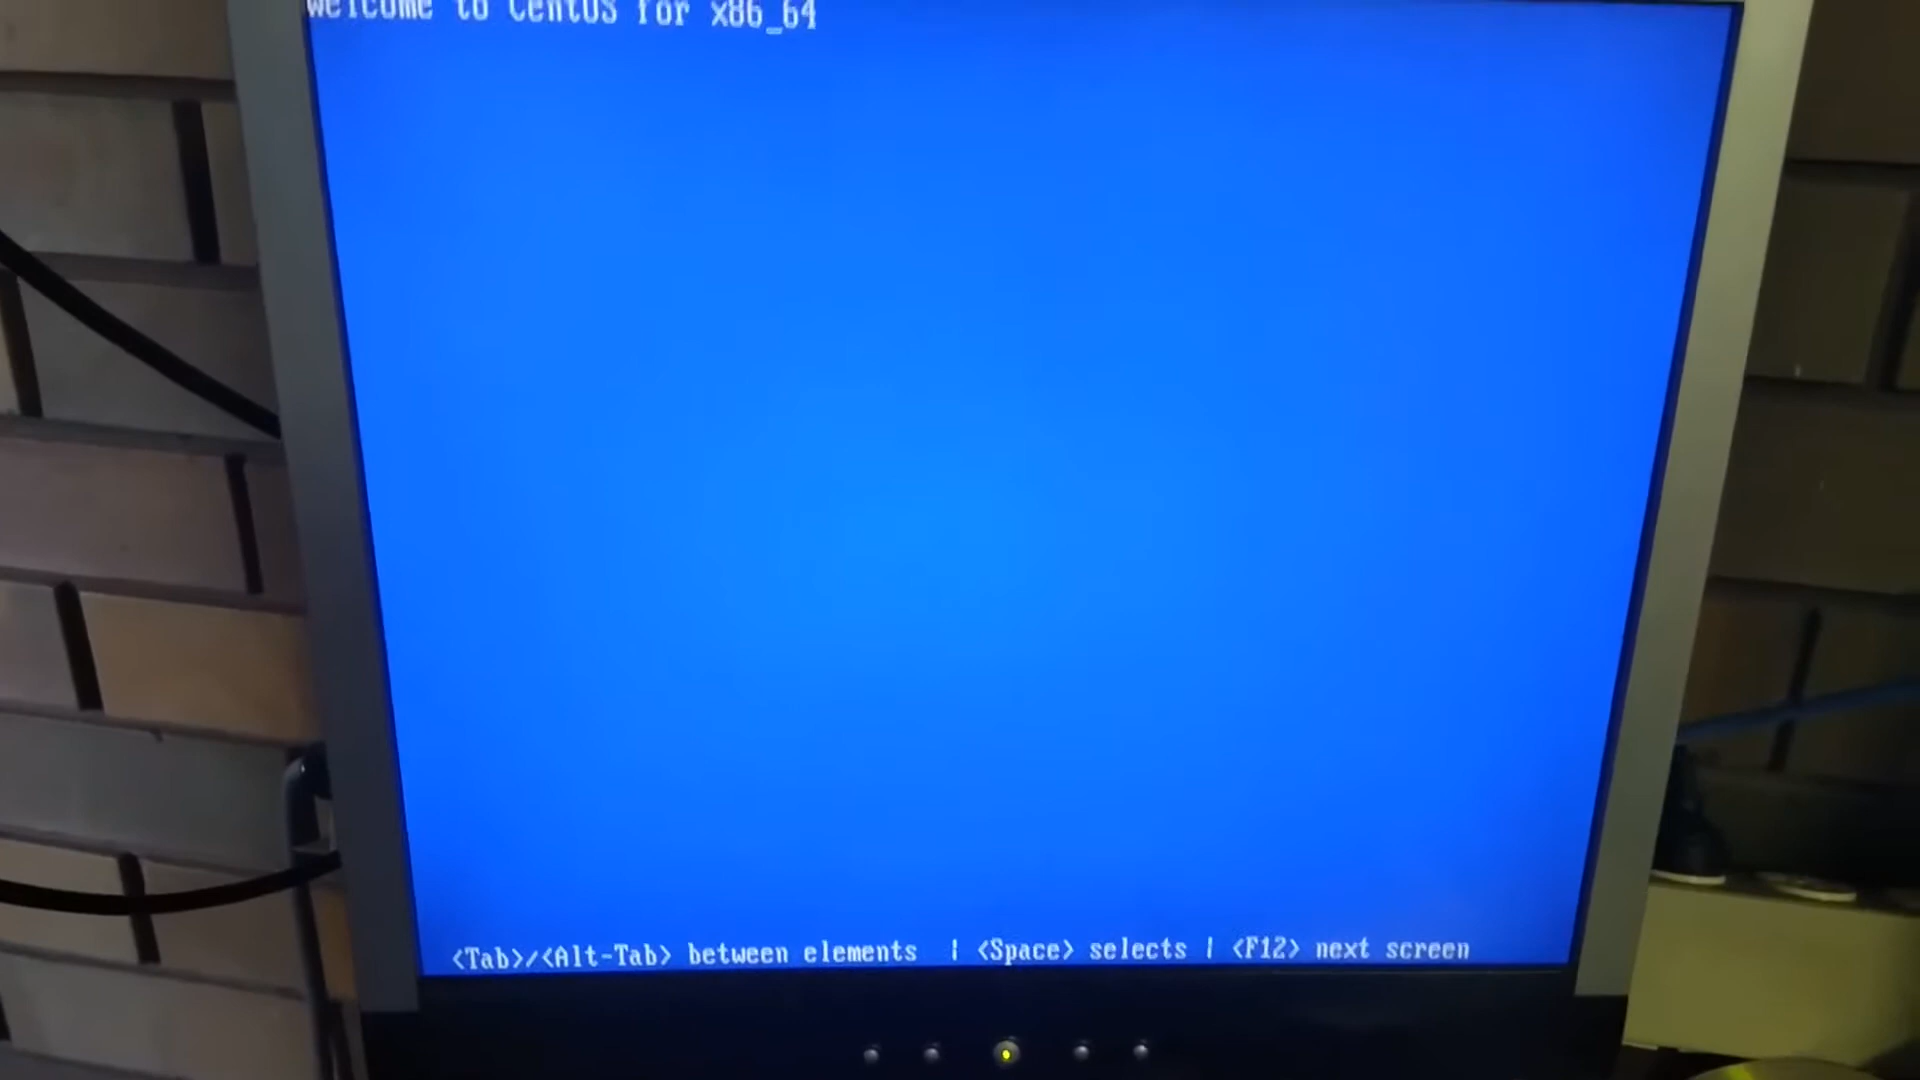 Welcome to CentOS for x86_64
<Tab>/<Alt-Tab> between elements | <Space> selects | <F12> next screen